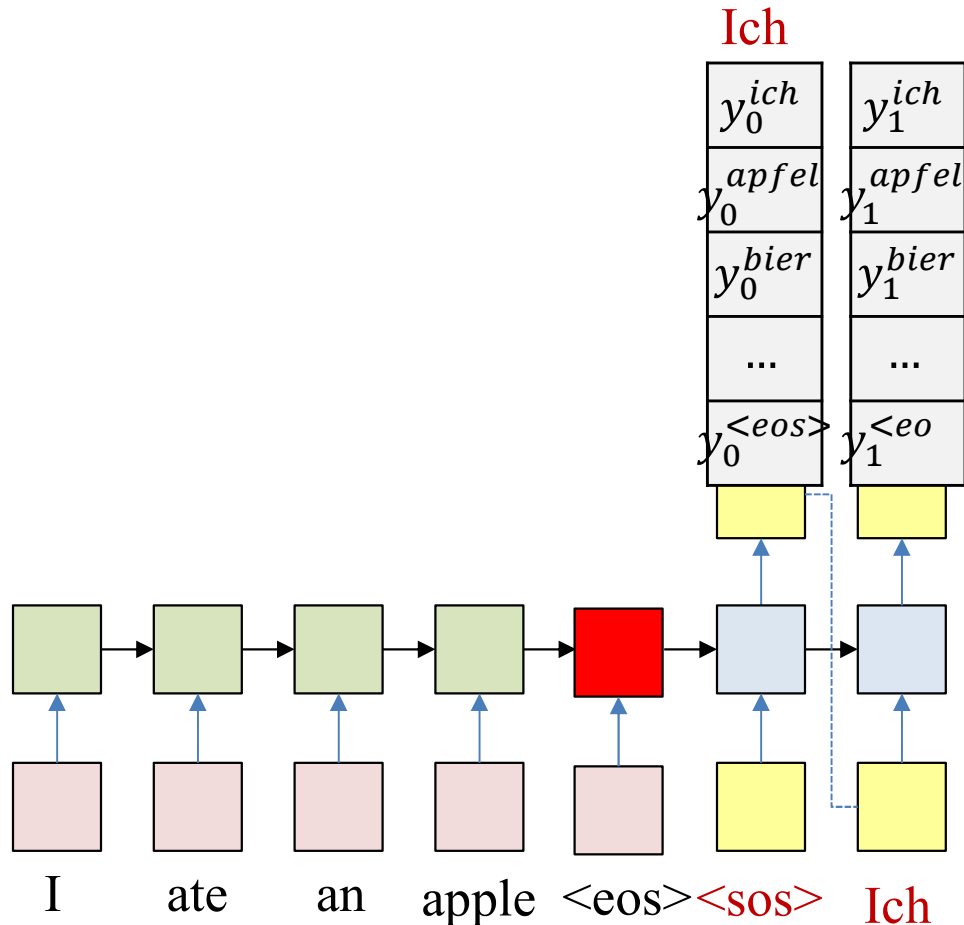 Ich
y_0^{ich} y_1^{ich}
y_0^{apfel} y_1^{apfel}
y_0^{bier} y_1^{bier}
... ...
y_0^{<eos>} y_1^{<eo}
I ate an apple <eos> <sos> Ich